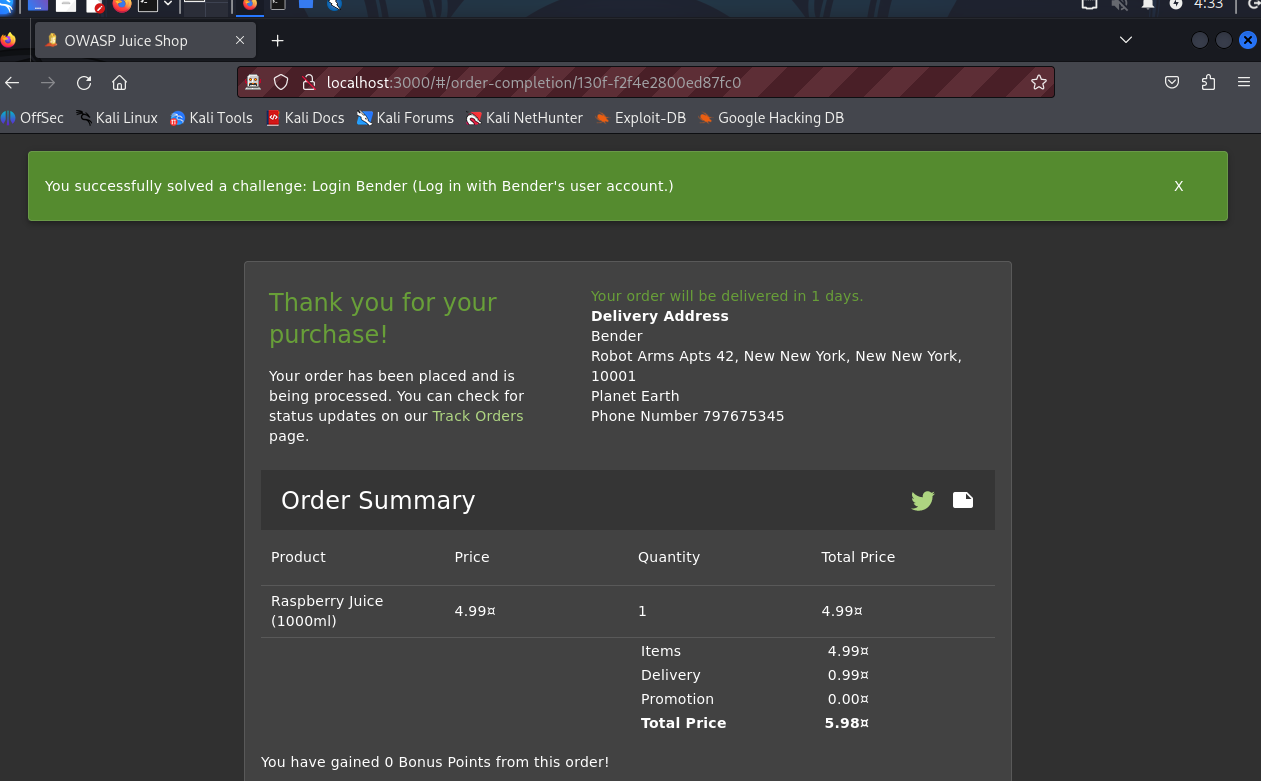 4:33
OWASP Juice Shop
localhost:3000/#/order-completion/130f-f2f4e2800ed87fc0
OffSec Kali Linux Kali Tools Kali Docs Kali Forums Kali NetHunter Exploit-DB Google Hacking DB
You successfully solved a challenge: Login Bender (Log in with Bender's user account.) X
Thank you for your
purchase!
Your order has been placed and is
being processed. You can check for
status updates on our Track Orders
page.
Your order will be delivered in 1 days.
Delivery Address
Bender
Robot Arms Apts 42, New New York, New New York,
10001
Planet Earth
Phone Number 797675345
Order Summary
Product Price Quantity Total Price
Raspberry Juice
(1000ml) 4.99¤ 1 4.99¤
Items 4.99¤
Delivery 0.99¤
Promotion 0.00¤
Total Price 5.98¤
You have gained 0 Bonus Points from this order!